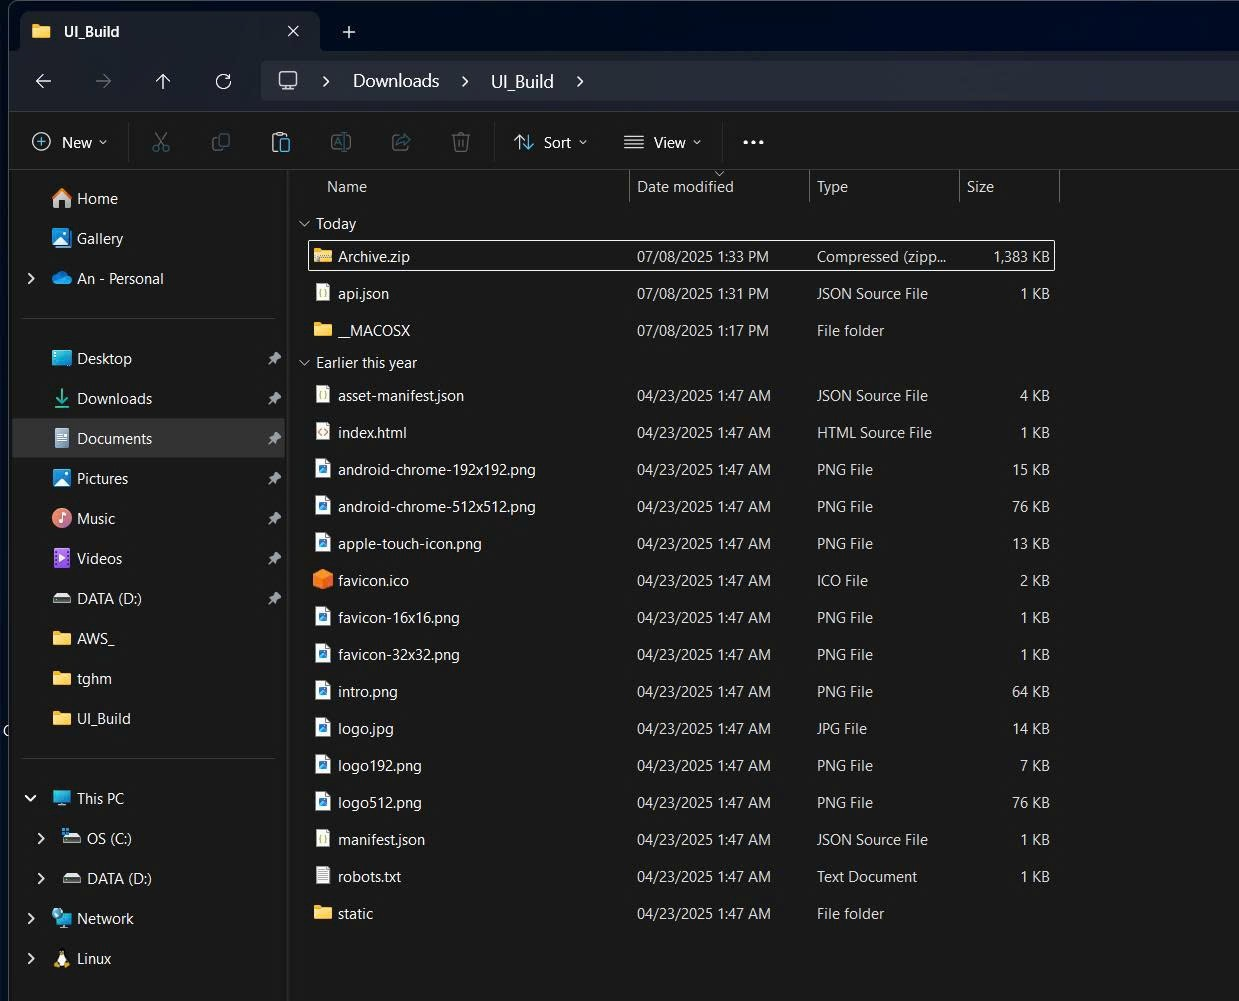 UI_Build
Downloads UI_Build
New Sort View
Name Date modified Type Size
Home
Gallery
An - Personal
Desktop
Downloads
Documents
Pictures
Music
Videos
DATA (D:)
AWS_
tghm
UI_Build
This PC
OS (C:)
DATA (D:)
Network
Linux
Today
Archive.zip 07/08/2025 1:33 PM Compressed (zipp... 1,383 KB
api.json 07/08/2025 1:31 PM JSON Source File 1 KB
__MACOSX 07/08/2025 1:17 PM File folder
Earlier this year
asset-manifest.json 04/23/2025 1:47 AM JSON Source File 4 KB
index.html 04/23/2025 1:47 AM HTML Source File 1 KB
android-chrome-192x192.png 04/23/2025 1:47 AM PNG File 15 KB
android-chrome-512x512.png 04/23/2025 1:47 AM PNG File 76 KB
apple-touch-icon.png 04/23/2025 1:47 AM PNG File 13 KB
favicon.ico 04/23/2025 1:47 AM ICO File 2 KB
favicon-16x16.png 04/23/2025 1:47 AM PNG File 1 KB
favicon-32x32.png 04/23/2025 1:47 AM PNG File 1 KB
intro.png 04/23/2025 1:47 AM PNG File 64 KB
logo.jpg 04/23/2025 1:47 AM JPG File 14 KB
logo192.png 04/23/2025 1:47 AM PNG File 7 KB
logo512.png 04/23/2025 1:47 AM PNG File 76 KB
manifest.json 04/23/2025 1:47 AM JSON Source File 1 KB
robots.txt 04/23/2025 1:47 AM Text Document 1 KB
static 04/23/2025 1:47 AM File folder